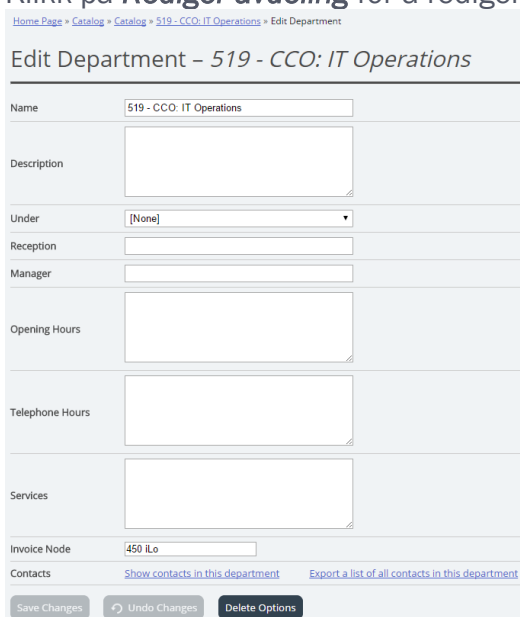 Klikk på Rediger avdeling for å rediger
Home Page » Catalog » Catalog » 519 - CCO: IT Operations » Edit Department
Edit Department – 519 - CCO: IT Operations
Name 519 - CCO: IT Operations
Description
Under [None]
Reception
Manager
Opening Hours
Telephone Hours
Services
Invoice Node 450 iLo
Contacts Show contacts in this department Export a list of all contacts in this department
Save Changes Undo Changes Delete Options